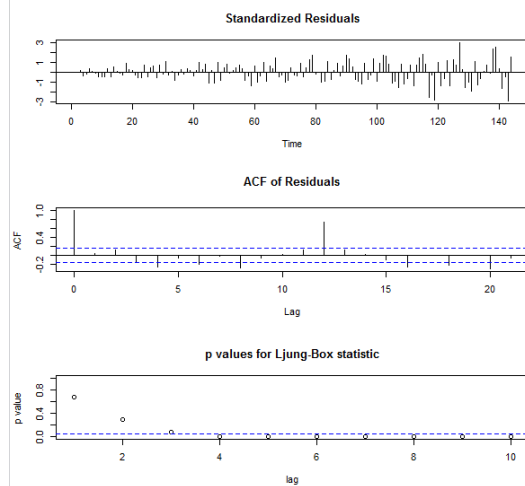 Standardized Residuals
3
1
-1
-3
0 20 40 60 80 100 120 140
Time
ACF of Residuals
ACF
1.0
0.4
-0.2
0 5 10 15 20
Lag
p values for Ljung-Box statistic
p value
0.8
0.4
0.0
2 4 6 8 10
lag